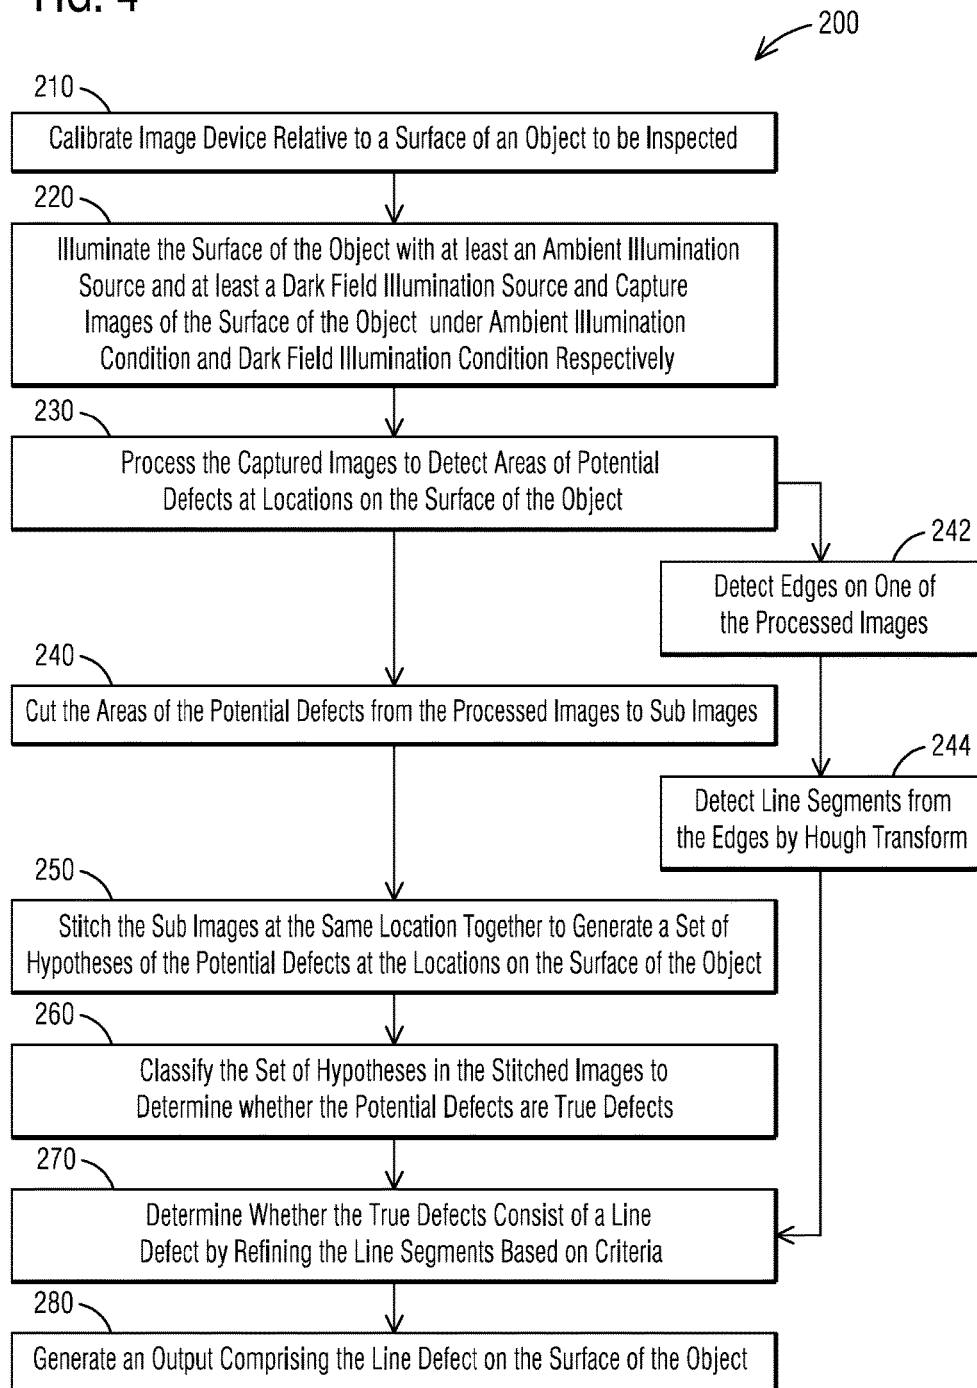 FIG. 4
200
210
Calibrate Image Device Relative to a Surface of an Object to be Inspected
220
Illuminate the Surface of the Object with at least an Ambient Illumination
Source and at least a Dark Field Illumination Source and Capture
Images of the Surface of the Object under Ambient Illumination
Condition and Dark Field Illumination Condition Respectively
230
Process the Captured Images to Detect Areas of Potential
Defects at Locations on the Surface of the Object
242
Detect Edges on One of
the Processed Images
240
Cut the Areas of the Potential Defects from the Processed Images to Sub Images
244
Detect Line Segments from
the Edges by Hough Transform
250
Stitch the Sub Images at the Same Location Together to Generate a Set of
Hypotheses of the Potential Defects at the Locations on the Surface of the Object
260
Classify the Set of Hypotheses in the Stitched Images to
Determine whether the Potential Defects are True Defects
270
Determine Whether the True Defects Consist of a Line
Defect by Refining the Line Segments Based on Criteria
280
Generate an Output Comprising the Line Defect on the Surface of the Object